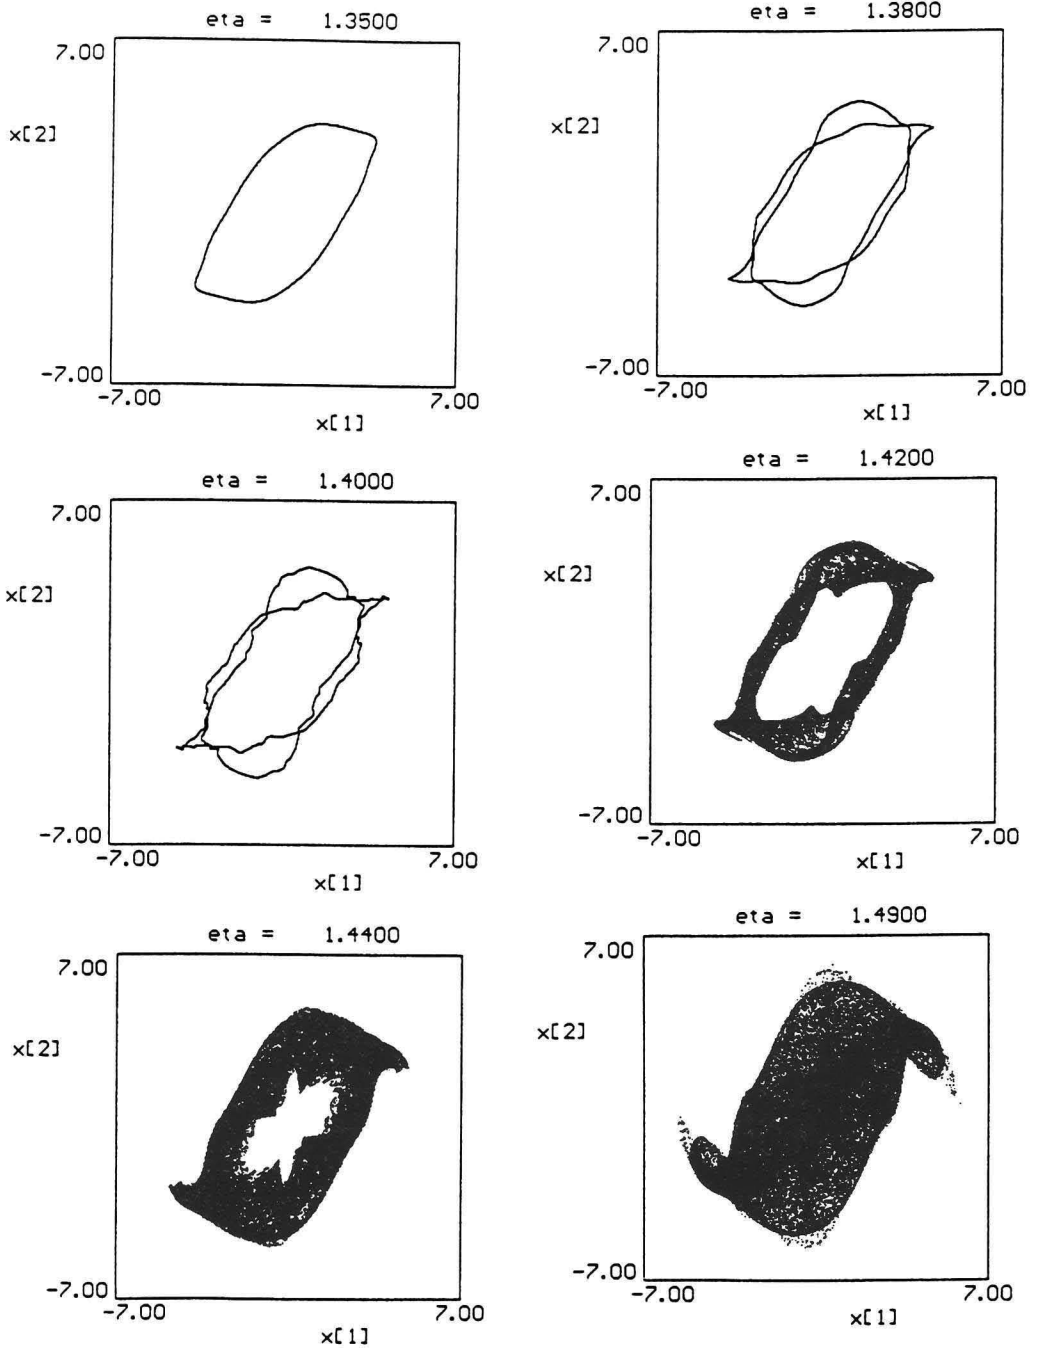 eta = 1.3500
7.00
x[2]
-7.00
-7.00 7.00
x[1]
eta = 1.3800
7.00
x[2]
-7.00
-7.00 7.00
x[1]
eta = 1.4000
7.00
x[2]
-7.00
-7.00 7.00
x[1]
eta = 1.4200
7.00
x[2]
-7.00
-7.00 7.00
x[1]
eta = 1.4400
7.00
x[2]
-7.00
-7.00 7.00
x[1]
eta = 1.4900
7.00
x[2]
-7.00
-7.00 7.00
x[1]